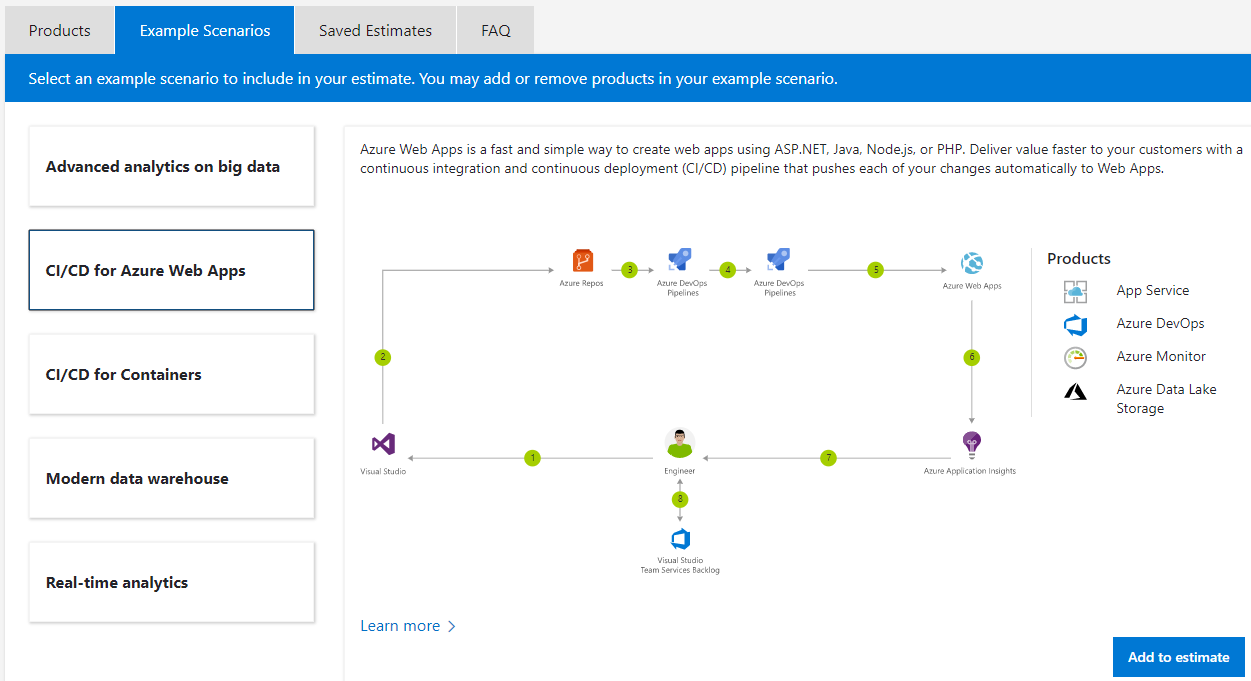 Products
Example Scenarios
Saved Estimates
FAQ
Select an example scenario to include in your estimate. You may add or remove products in your example scenario.
Advanced analytics on big data
CI/CD for Azure Web Apps
CI/CD for Containers
Modern data warehouse
Real-time analytics
Azure Web Apps is a fast and simple way to create web apps using ASP.NET, Java, Node.js, or PHP. Deliver value faster to your customers with a
continuous integration and continuous deployment (CI/CD) pipeline that pushes each of your changes automatically to Web Apps.
Azure Repos
3
Azure DevOps
Pipelines
4
Azure DevOps
Pipelines
5
Azure Web Apps
2
6
Visual Studio
1
Engineer
7
Azure Application Insights
8
Visual Studio
Team Services Backlog
Products
App Service
Azure DevOps
Azure Monitor
Azure Data Lake
Storage
Learn more
Add to estimate